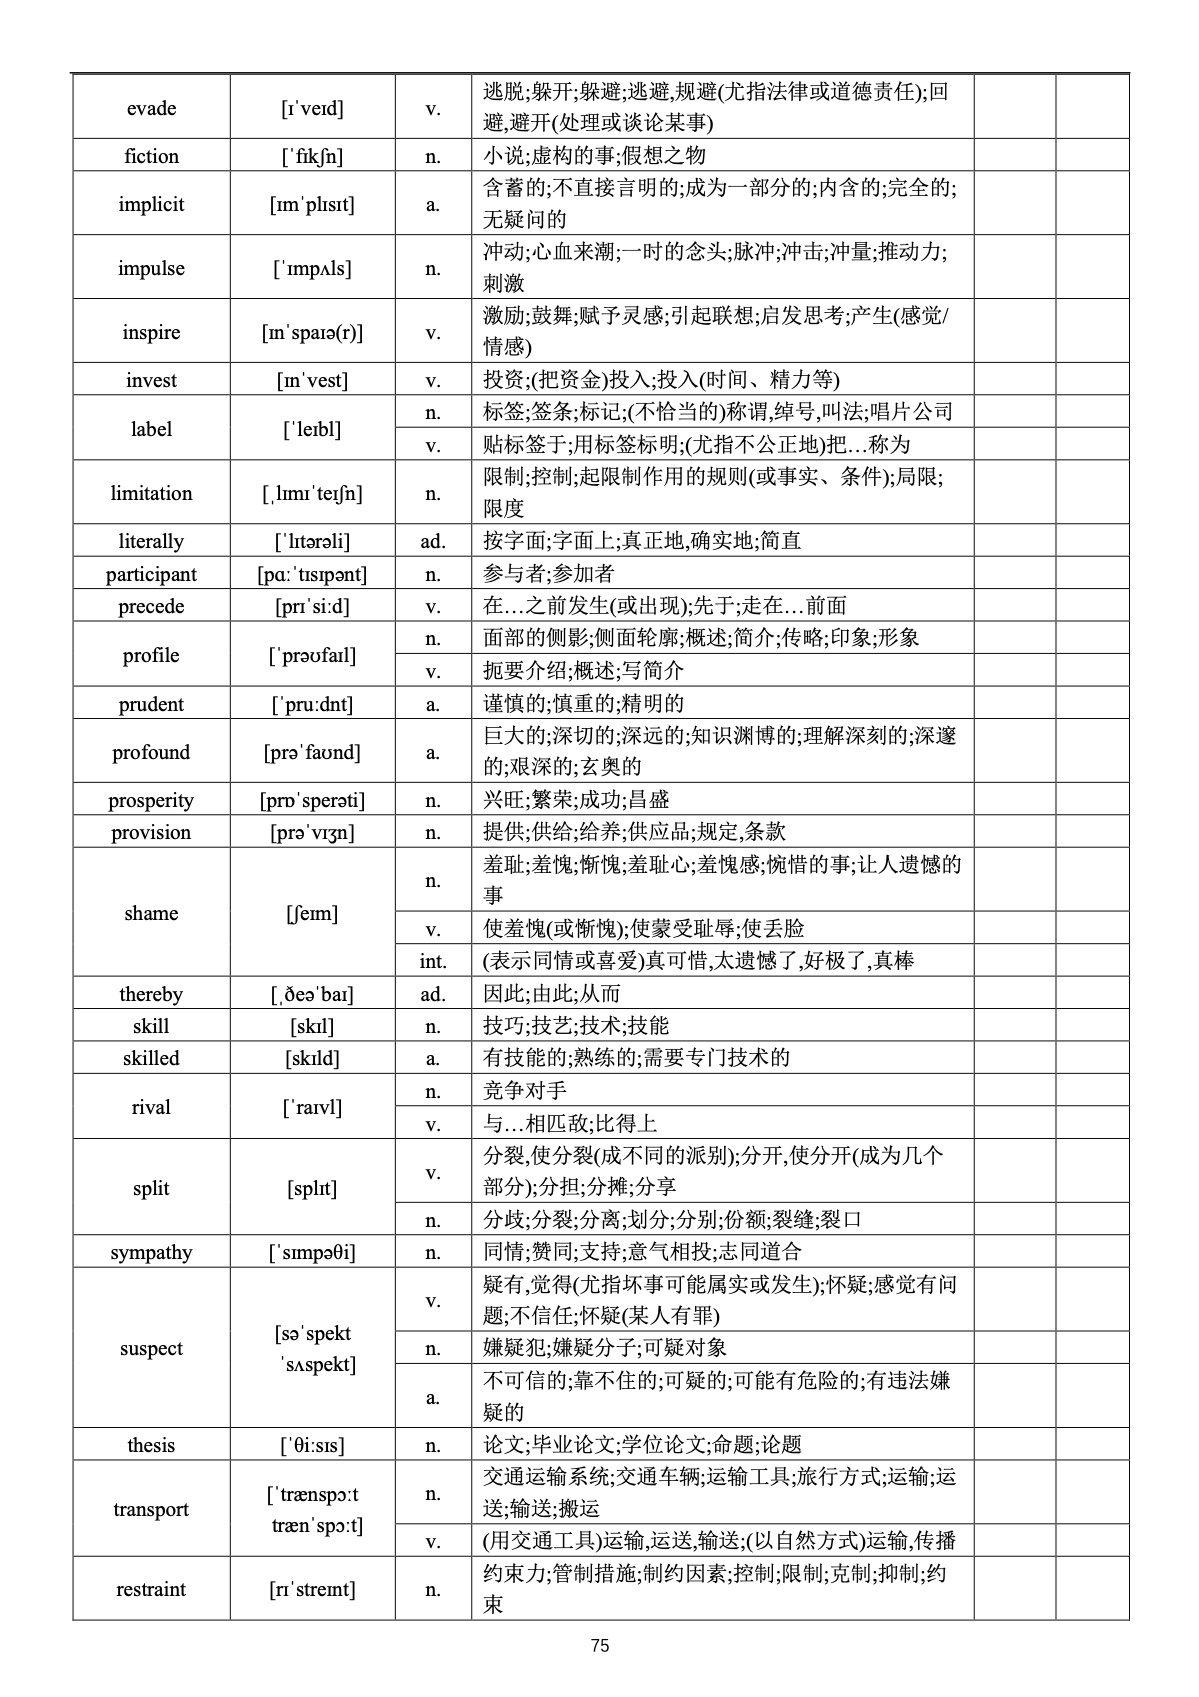 evade [ɪˈveɪd] v. 逃脱;躲开;躲避;逃避,规避(尤指法律或道德责任);回
避,避开(处理或谈论某事)
fiction [ˈfɪkʃn] n. 小说;虚构的事;假想之物
implicit [ɪmˈplɪsɪt] a. 含蓄的;不直接言明的;成为一部分的;内含的;完全的;
无疑问的
impulse [ˈɪmpʌls] n. 冲动;心血来潮;一时的念头;脉冲;冲击;冲量;推动力;
刺激
inspire [ɪnˈspaɪə(r)] v. 激励;鼓舞;赋予灵感;引起联想;启发思考;产生(感觉/
情感)
invest [ɪnˈvest] v. 投资;(把资金)投入;投入(时间、精力等)
label [ˈleɪbl] n. 标签;签条;标记;(不恰当的)称谓,绰号,叫法;唱片公司
v. 贴标签于;用标签标明;(尤指不公正地)把…称为
limitation [ˌlɪmɪˈteɪʃn] n. 限制;控制;起限制作用的规则(或事实、条件);局限;
限度
literally [ˈlɪtərəli] ad. 按字面;字面上;真正地,确实地;简直
participant [pɑːˈtɪsɪpənt] n. 参与者;参加者
precede [prɪˈsiːd] v. 在…之前发生(或出现);先于;走在…前面
profile [ˈprəʊfaɪl] n. 面部的侧影;侧面轮廓;概述;简介;传略;印象;形象
v. 扼要介绍;概述;写简介
prudent [ˈpruːdnt] a. 谨慎的;慎重的;精明的
profound [prəˈfaʊnd] a. 巨大的;深切的;深远的;知识渊博的;理解深刻的;深邃
的;艰深的;玄奥的
prosperity [prɒˈsperəti] n. 兴旺;繁荣;成功;昌盛
provision [prəˈvɪʒn] n. 提供;供给;给养;供应品;规定,条款
shame [ʃeɪm] n. 羞耻;羞愧;惭愧;羞耻心;羞愧感;惋惜的事;让人遗憾的
事
v. 使羞愧(或惭愧);使蒙受耻辱;使丢脸
int. (表示同情或喜爱)真可惜,太遗憾了,好极了,真棒
thereby [ˌðeəˈbaɪ] ad. 因此;由此;从而
skill [skɪl] n. 技巧;技艺;技术;技能
skilled [skɪld] a. 有技能的;熟练的;需要专门技术的
rival [ˈraɪvl] n. 竞争对手
v. 与…相匹敌;比得上
split [splɪt] v. 分裂,使分裂(成不同的派别);分开,使分开(成为几个
部分);分担;分摊;分享
n. 分歧;分裂;分离;划分;分别;份额;裂缝;裂口
sympathy [ˈsɪmpəθi] n. 同情;赞同;支持;意气相投;志同道合
suspect [səˈspekt ˈsʌspekt] v. 疑有,觉得(尤指坏事可能属实或发生);怀疑;感觉有问
题;不信任;怀疑(某人有罪)
n. 嫌疑犯;嫌疑分子;可疑对象
a. 不可信的;靠不住的;可疑的;可能有危险的;有违法嫌
疑的
thesis [ˈθiːsɪs] n. 论文;毕业论文;学位论文;命题;论题
transport [ˈtrænspɔːt trænˈspɔːt] n. 交通运输系统;交通车辆;运输工具;旅行方式;运输;运
送;输送;搬运
v. (用交通工具)运输,运送,输送;(以自然方式)运输,传播
restraint [rɪˈstreɪnt] n. 约束力;管制措施;制约因素;控制;限制;克制;抑制;约
束
75